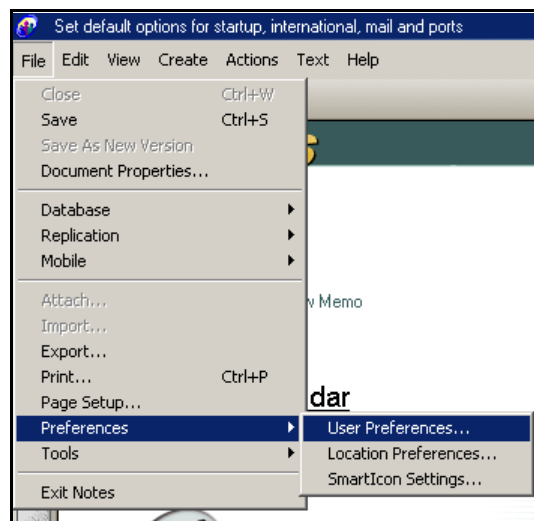 Set default options for startup, international, mail and ports
File Edit View Create Actions Text Help
Close Ctrl+W
Save Ctrl+S
Save As New Version
Document Properties...
Database
Replication
Mobile
Attach...
w Memo
Import...
Export...
Print... Ctrl+P
Page Setup...
dar
Preferences
User Preferences...
Tools
Location Preferences...
SmartIcon Settings...
Exit Notes